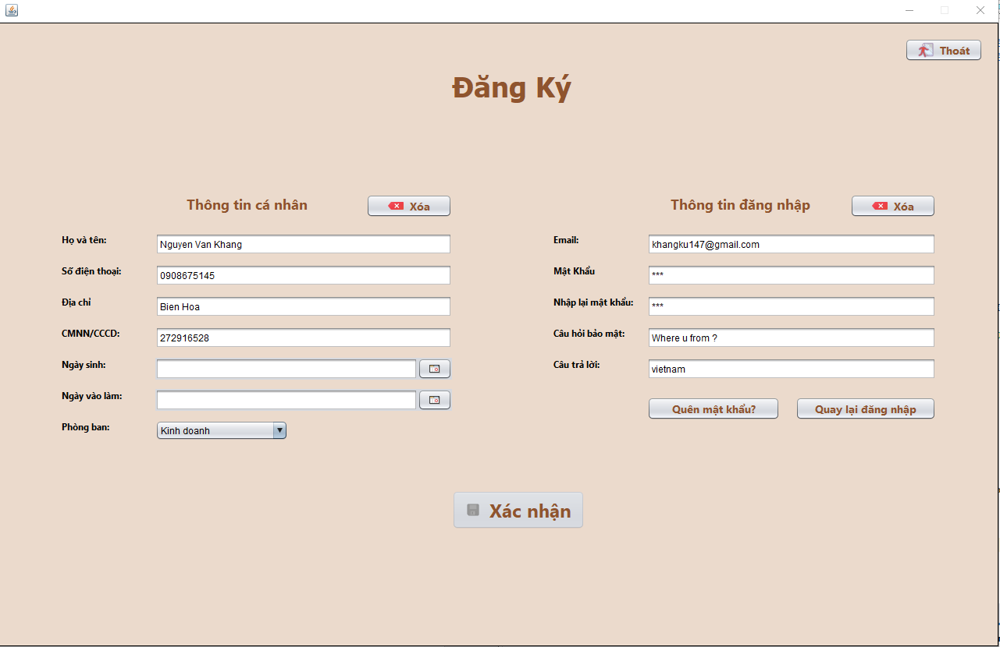 Thoát
Đăng Ký
Thông tin cá nhân
Xóa
Họ và tên:
Nguyen Van Khang
Số điện thoại:
0908675145
Địa chỉ
Bien Hoa
CMNN/CCCD:
272916528
Ngày sinh:
Ngày vào làm:
Phòng ban:
Kinh doanh
Thông tin đăng nhập
Xóa
Email:
khangku147@gmail.com
Mật Khẩu
***
Nhập lại mật khẩu:
***
Câu hỏi bảo mật:
Where u from ?
Câu trả lời:
vietnam
Quên mật khẩu?
Quay lại đăng nhập
Xác nhận